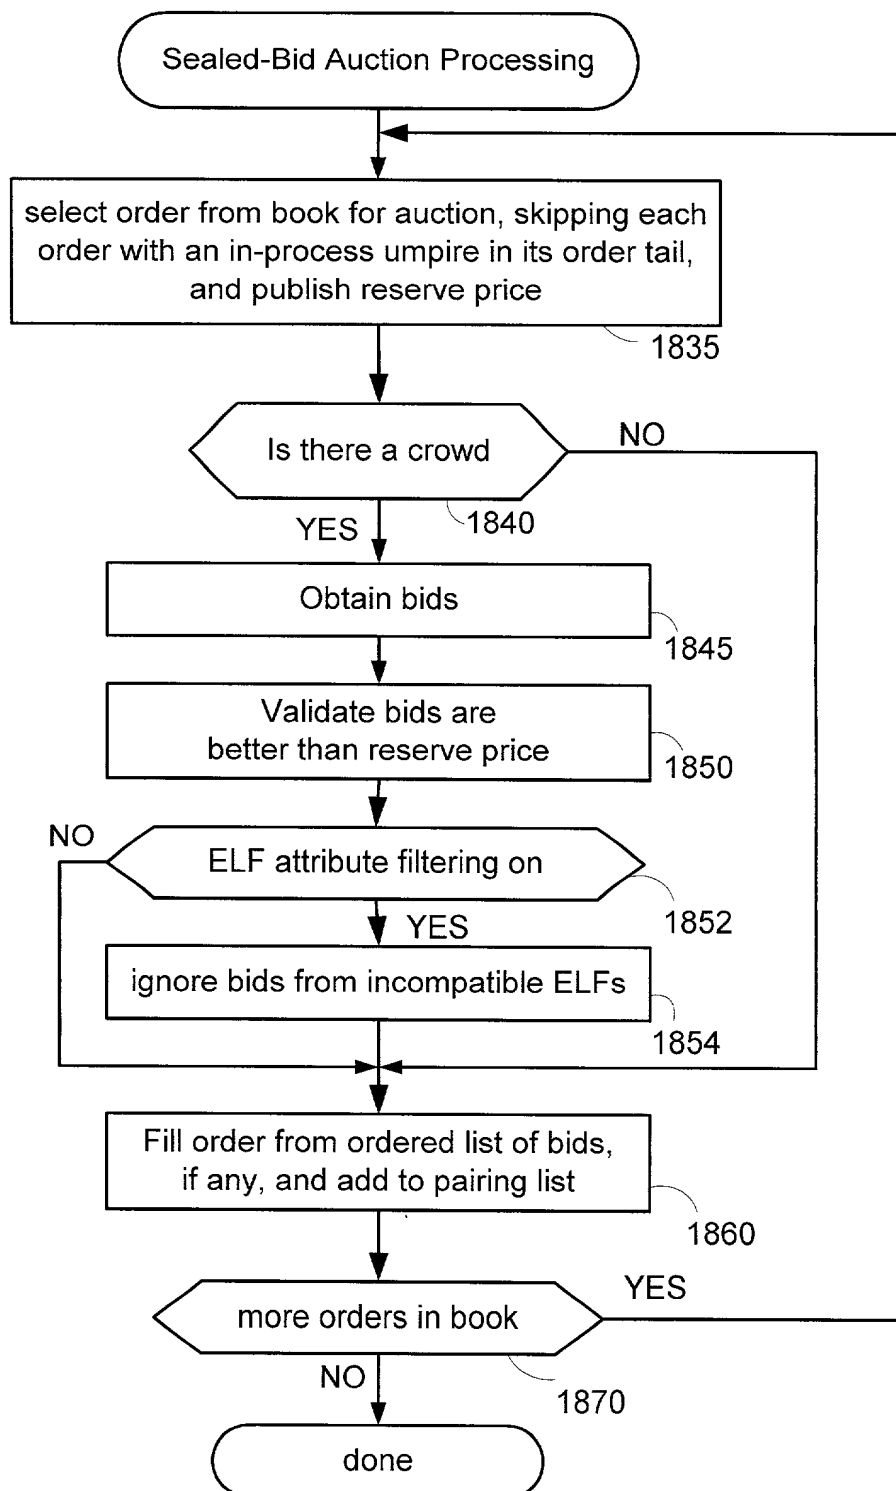 Sealed-Bid Auction Processing
select order from book for auction, skipping each
order with an in-process umpire in its order tail,
and publish reserve price
1835
Is there a crowd
NO
1840
YES
Obtain bids
1845
Validate bids are
better than reserve price
1850
NO
ELF attribute filtering on
1852
YES
ignore bids from incompatible ELFs
1854
Fill order from ordered list of bids,
if any, and add to pairing list
1860
YES
more orders in book
NO
1870
done